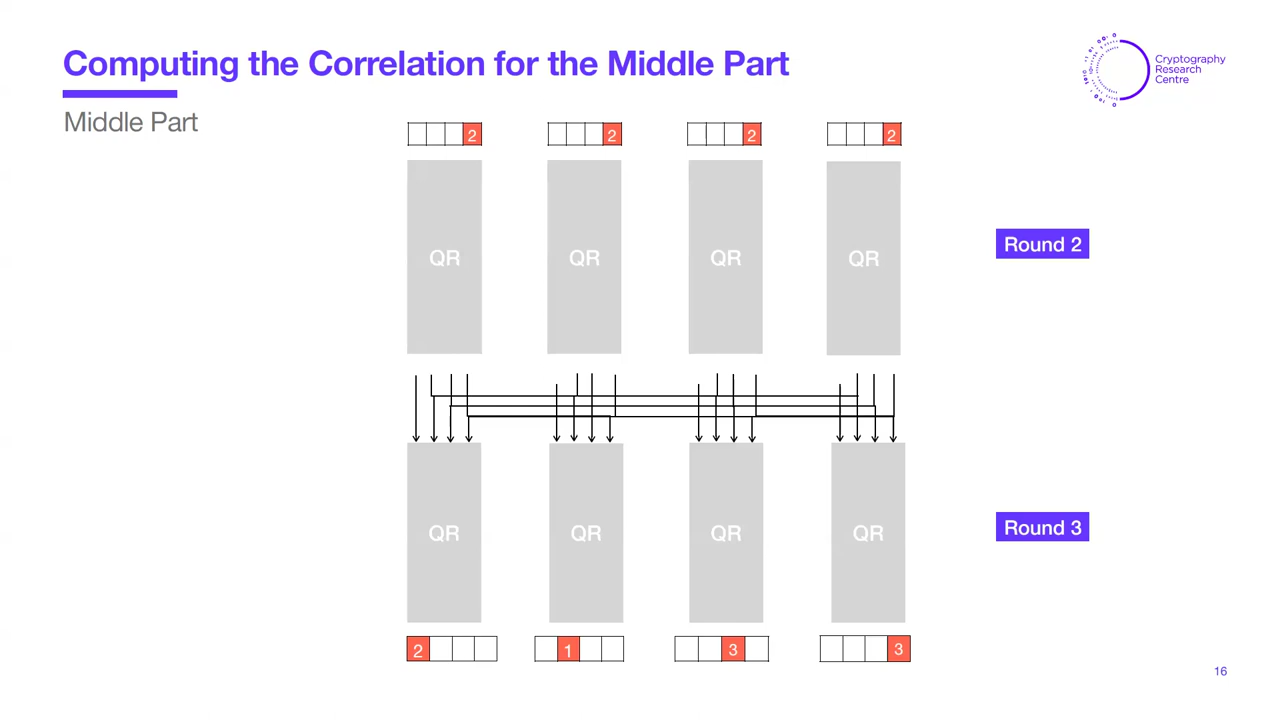 Computing the Correlation for the Middle Part
Cryptography
Research
Centre
Middle Part
2 2 2 2
QR QR QR QR
Round 2
QR QR QR QR
Round 3
2 1 3 3
16